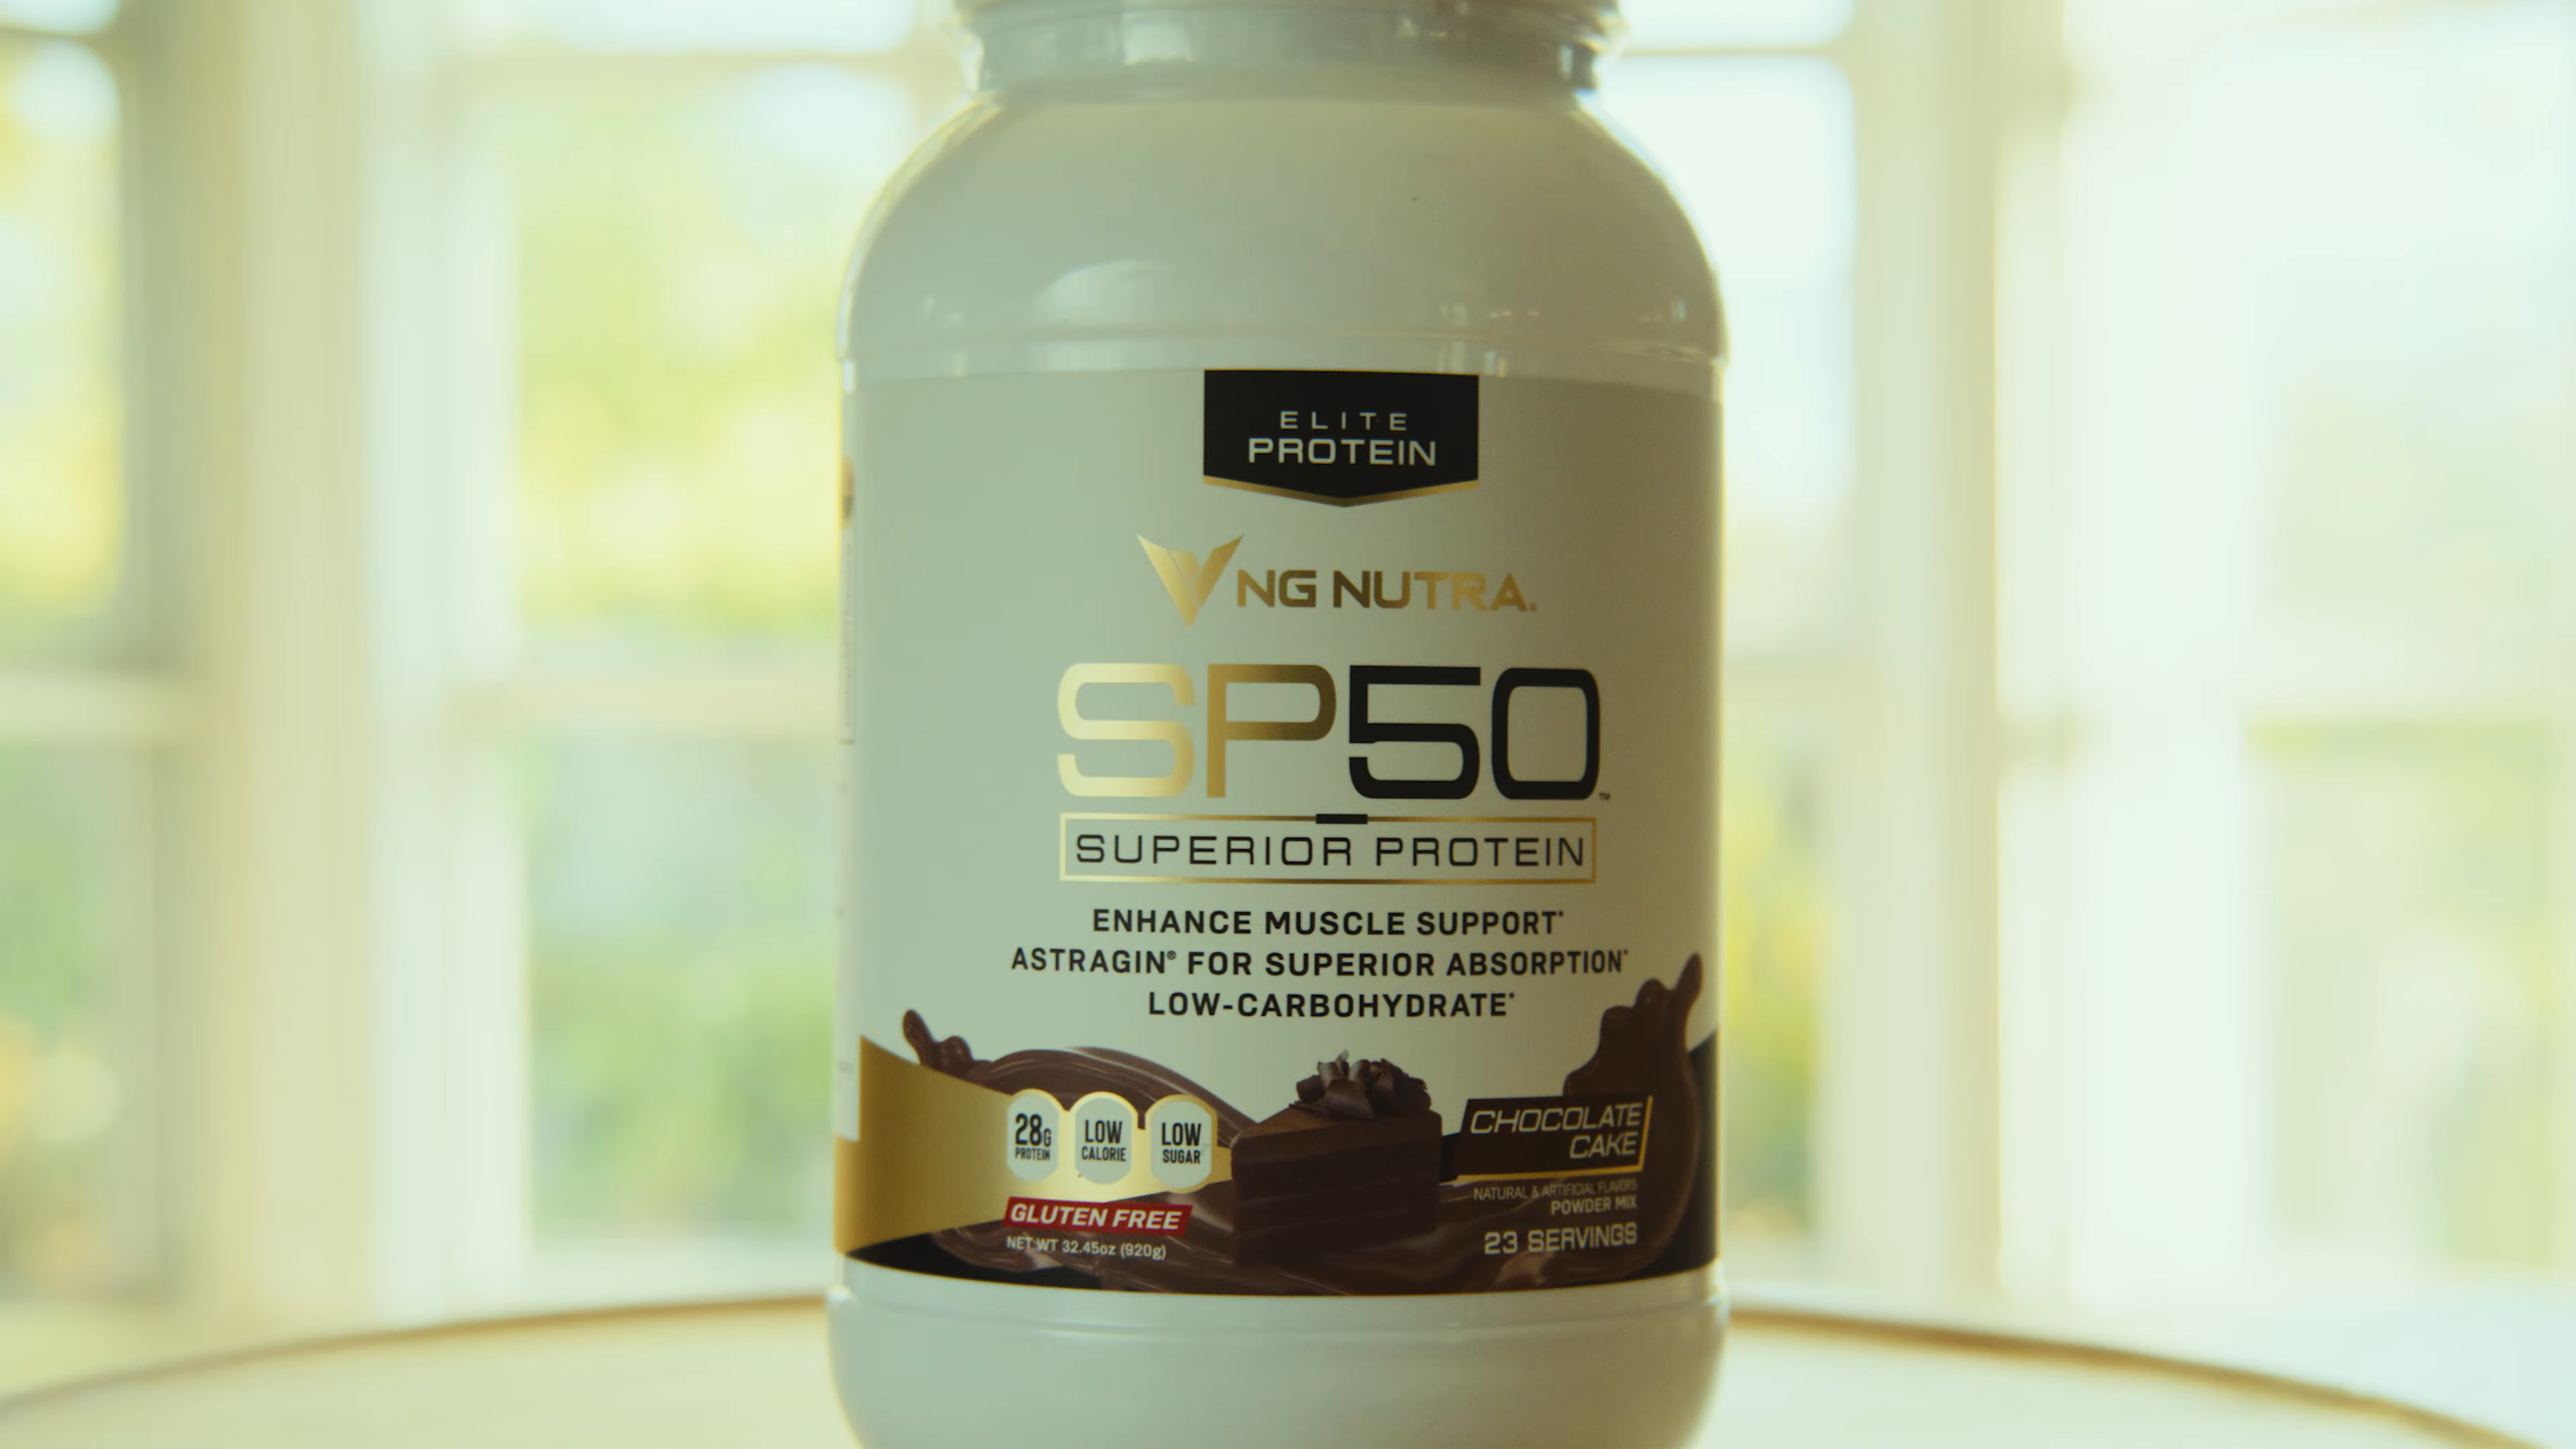 ELITE
PROTEIN
NG NUTRA®
SP50™
SUPERIOR PROTEIN
ENHANCE MUSCLE SUPPORT*
ASTRAGIN® FOR SUPERIOR ABSORPTION*
LOW-CARBOHYDRATE*
28G PROTEIN
LOW CALORIE
LOW SUGAR
GLUTEN FREE
NET WT 32.45oz (920g)
CHOCOLATE
CAKE
NATURAL & ARTIFICIAL FLAVORS
POWDER MIX
23 SERVINGS